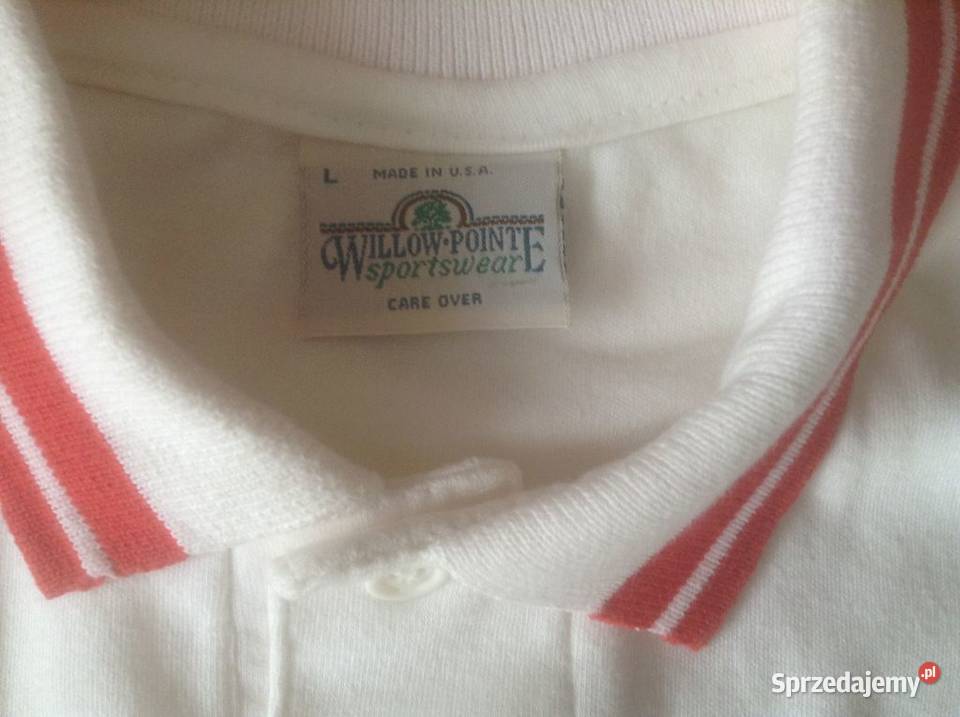 L MADE IN U.S.A.
WILLOW·POINTE
sportswear
CARE OVER
Sprzedajemy.pl